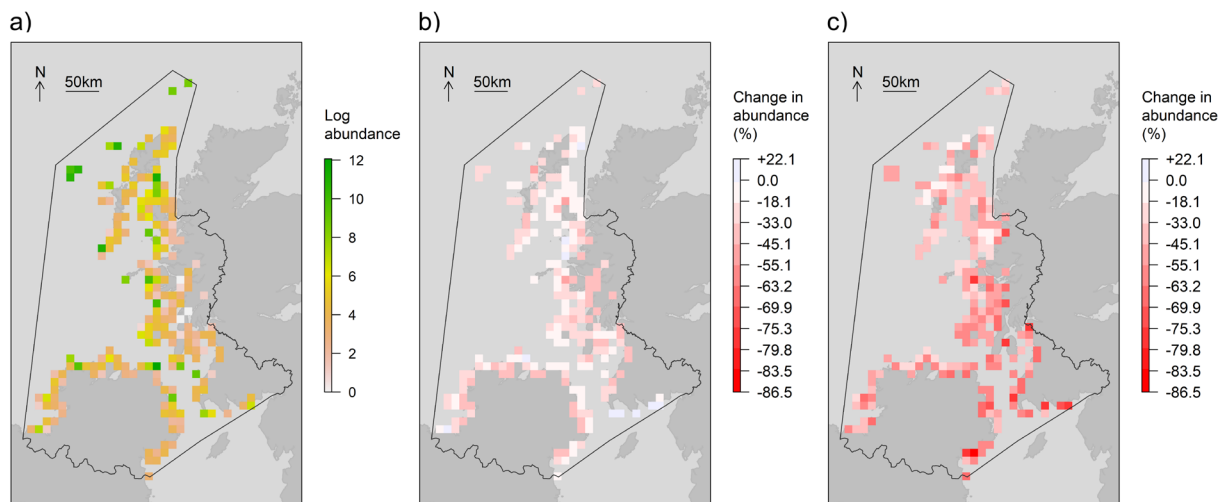 a)
N
50km
Log
abundance
12
10
8
6
4
2
0
b)
N
50km
Change in
abundance
(%)
+22.1
0.0
-18.0
-33.0
-45.1
-55.1
-63.2
-69.9
-75.3
-79.8
-83.5
-86.5
c)
N
50km
Change in
abundance
(%)
+22.1
0.0
-18.0
-33.0
-45.1
-55.1
-63.2
-69.9
-75.3
-79.8
-83.5
-86.5